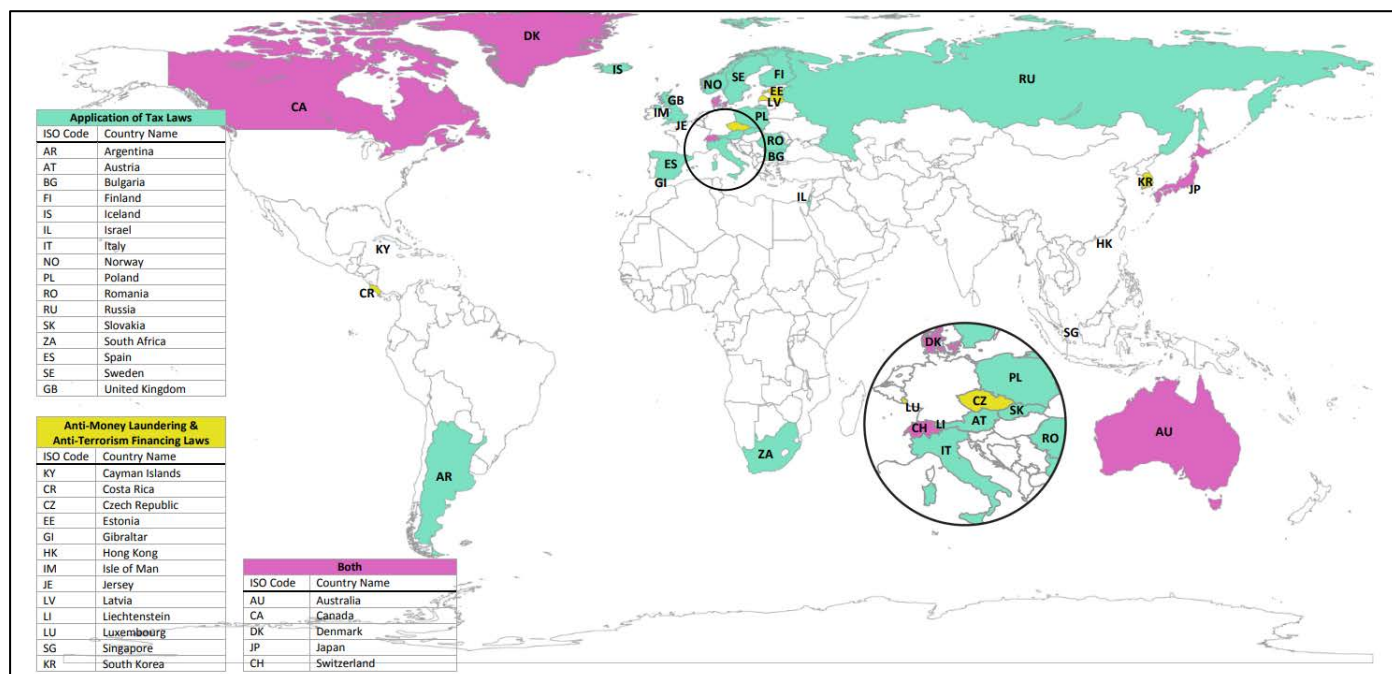 Application of Tax Laws
ISO Code Country Name
AR Argentina
AT Austria
BG Bulgaria
FI Finland
IS Iceland
IL Israel
IT Italy
NO Norway
PL Poland
RO Romania
RU Russia
SK Slovakia
ZA South Africa
ES Spain
SE Sweden
GB United Kingdom
Anti-Money Laundering &
Anti-Terrorism Financing Laws
ISO Code Country Name
KY Cayman Islands
CR Costa Rica
CZ Czech Republic
EE Estonia
GI Gibraltar
HK Hong Kong
IM Isle of Man
JE Jersey
LV Latvia
LI Liechtenstein
LU Luxembourg
SG Singapore
KR South Korea
Both
ISO Code Country Name
AU Australia
CA Canada
DK Denmark
JP Japan
CH Switzerland
DK
IS
CA
NO
SE
FI
RU
EE
LV
GB
IM
JE
PL
RO
BG
ES
GI
IL
KR
JP
HK
KY
CR
SG
AR
ZA
AU
DK
PL
LU
CZ
SK
CH
LI
AT
IT
RO